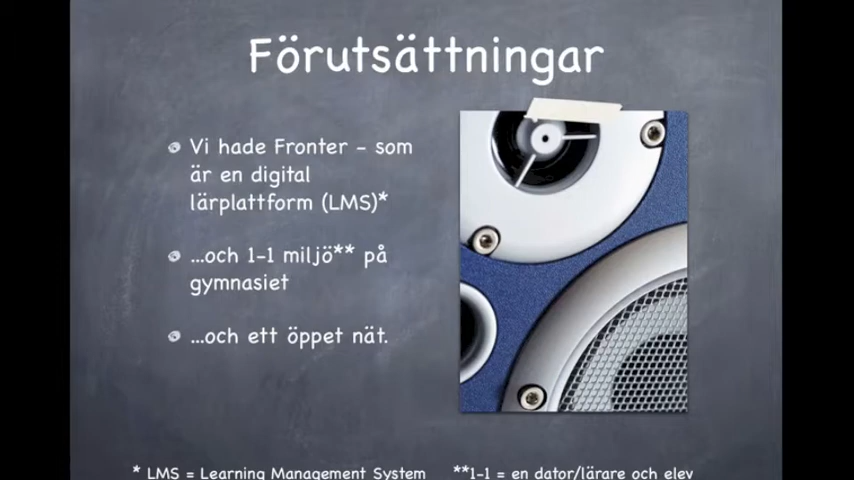 Förutsättningar
Vi hade Fronter - som
är en digital
lärplattform (LMS)*
...och 1-1 miljö** på
gymnasiet
...och ett öppet nät.
* LMS = Learning Management System **1-1 = en dator/lärare och elev